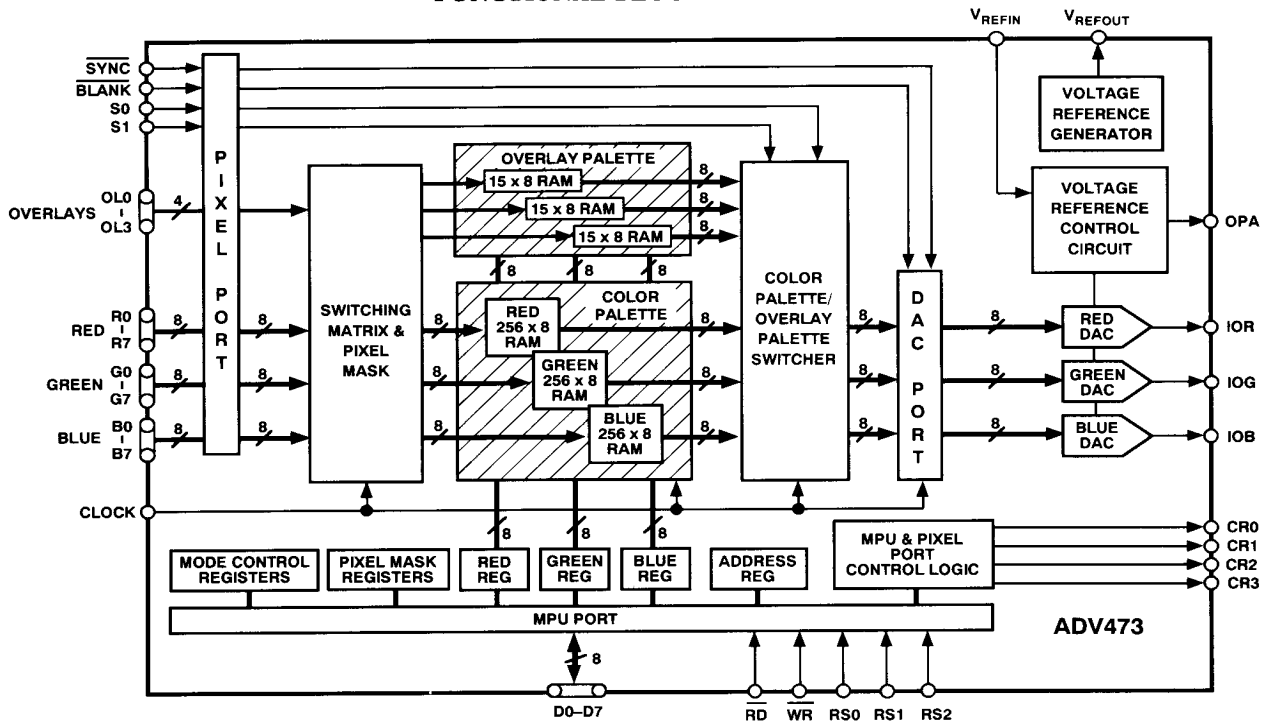 VREFIN
VREFOUT
SYNC
BLANK
S0
S1
OVERLAYS
OL0
OL3
4
RED
R0
R7
8
8
GREEN
G0
G7
8
8
BLUE
B0
B7
8
8
CLOCK
PIXEL PORT
SWITCHING
MATRIX &
PIXEL
MASK
OVERLAY PALETTE
15 x 8 RAM
15 x 8 RAM
15 x 8 RAM
8
8
8
8
8
8
COLOR
PALETTE
8
RED
256 x 8
RAM
8
8
GREEN
256 x 8
RAM
8
8
BLUE
256 x 8
RAM
8
COLOR
PALETTE/
OVERLAY
PALETTE
SWITCHER
8
8
8
DAC PORT
8
8
8
VOLTAGE
REFERENCE
GENERATOR
VOLTAGE
REFERENCE
CONTROL
CIRCUIT
OPA
RED
DAC
IOR
GREEN
DAC
IOG
BLUE
DAC
IOB
8
8
8
MODE CONTROL
REGISTERS
PIXEL MASK
REGISTERS
RED
REG
GREEN
REG
BLUE
REG
ADDRESS
REG
MPU & PIXEL
PORT
CONTROL LOGIC
CR0
CR1
CR2
CR3
MPU PORT
ADV473
8
D0–D7
RD
WR
RS0
RS1
RS2